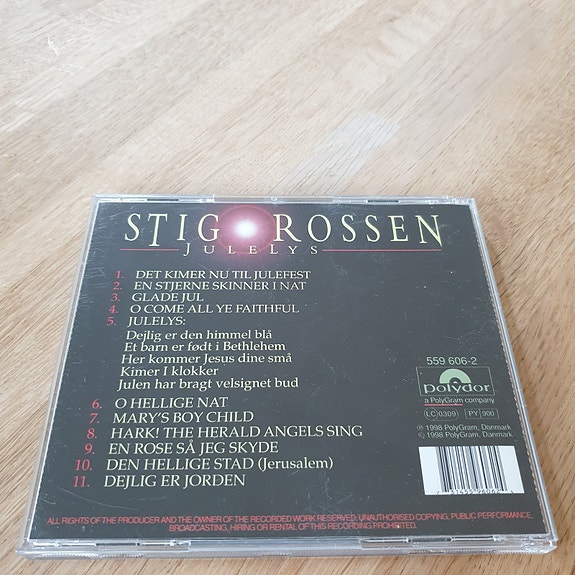 STIG ROSSEN
JULELYS
1. DET KIMER NU TIL JULEFEST
2. EN STJERNE SKINNER I NAT
3. GLADE JUL
4. O COME ALL YE FAITHFUL
5. JULELYS:
Dejlig er den himmel blå
Et barn er født i Bethlehem
Her kommer Jesus dine små
Kimer I klokker
Julen har bragt velsignet bud
6. O HELLIGE NAT
7. MARY'S BOY CHILD
8. HARK! THE HERALD ANGELS SING
9. EN ROSE SÅ JEG SKYDE
10. DEN HELLIGE STAD (Jerusalem)
11. DEJLIG ER JORDEN
559 606-2
polydor
a PolyGram company
LC 0309 PY 900
℗ 1998 PolyGram, Danmark
© 1998 PolyGram, Danmark
ALL RIGHTS OF THE PRODUCER AND THE OWNER OF THE RECORDED WORK RESERVED. UNAUTHORISED COPYING, PUBLIC PERFORMANCE,
BROADCASTING, HIRING OR RENTAL OF THIS RECORDING PROHIBITED.